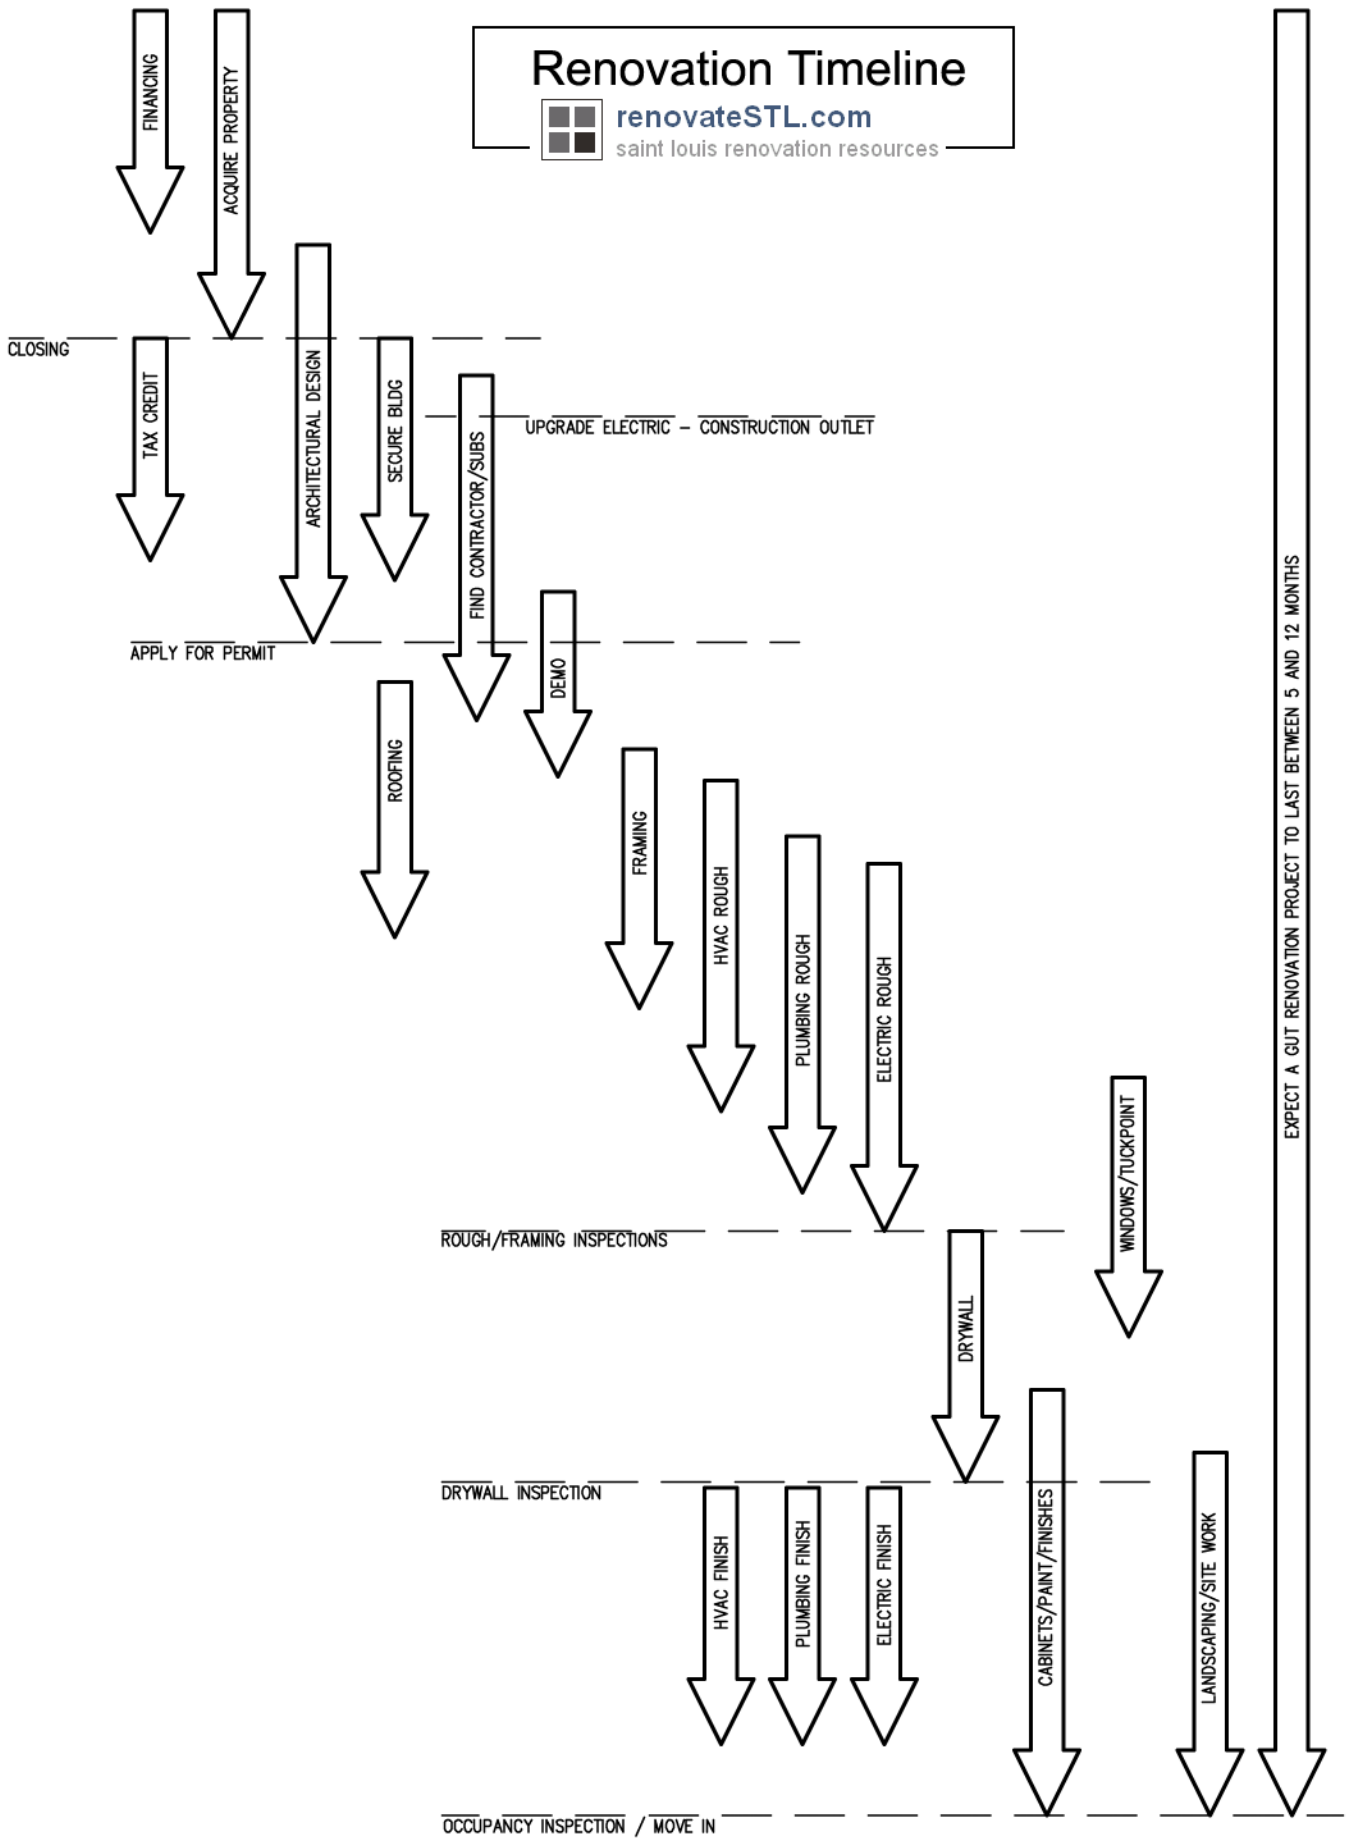 Renovation Timeline
renovateSTL.com
saint louis renovation resources
FINANCING
ACQUIRE PROPERTY
CLOSING
TAX CREDIT
ARCHITECTURAL DESIGN
SECURE BLDG
FIND CONTRACTOR/SUBS
UPGRADE ELECTRIC – CONSTRUCTION OUTLET
APPLY FOR PERMIT
DEMO
ROOFING
FRAMING
HVAC ROUGH
PLUMBING ROUGH
ELECTRIC ROUGH
WINDOWS/TUCKPOINT
EXPECT A GUT RENOVATION PROJECT TO LAST BETWEEN 5 AND 12 MONTHS
ROUGH/FRAMING INSPECTIONS
DRYWALL
DRYWALL INSPECTION
HVAC FINISH
PLUMBING FINISH
ELECTRIC FINISH
CABINETS/PAINT/FINISHES
LANDSCAPING/SITE WORK
OCCUPANCY INSPECTION / MOVE IN